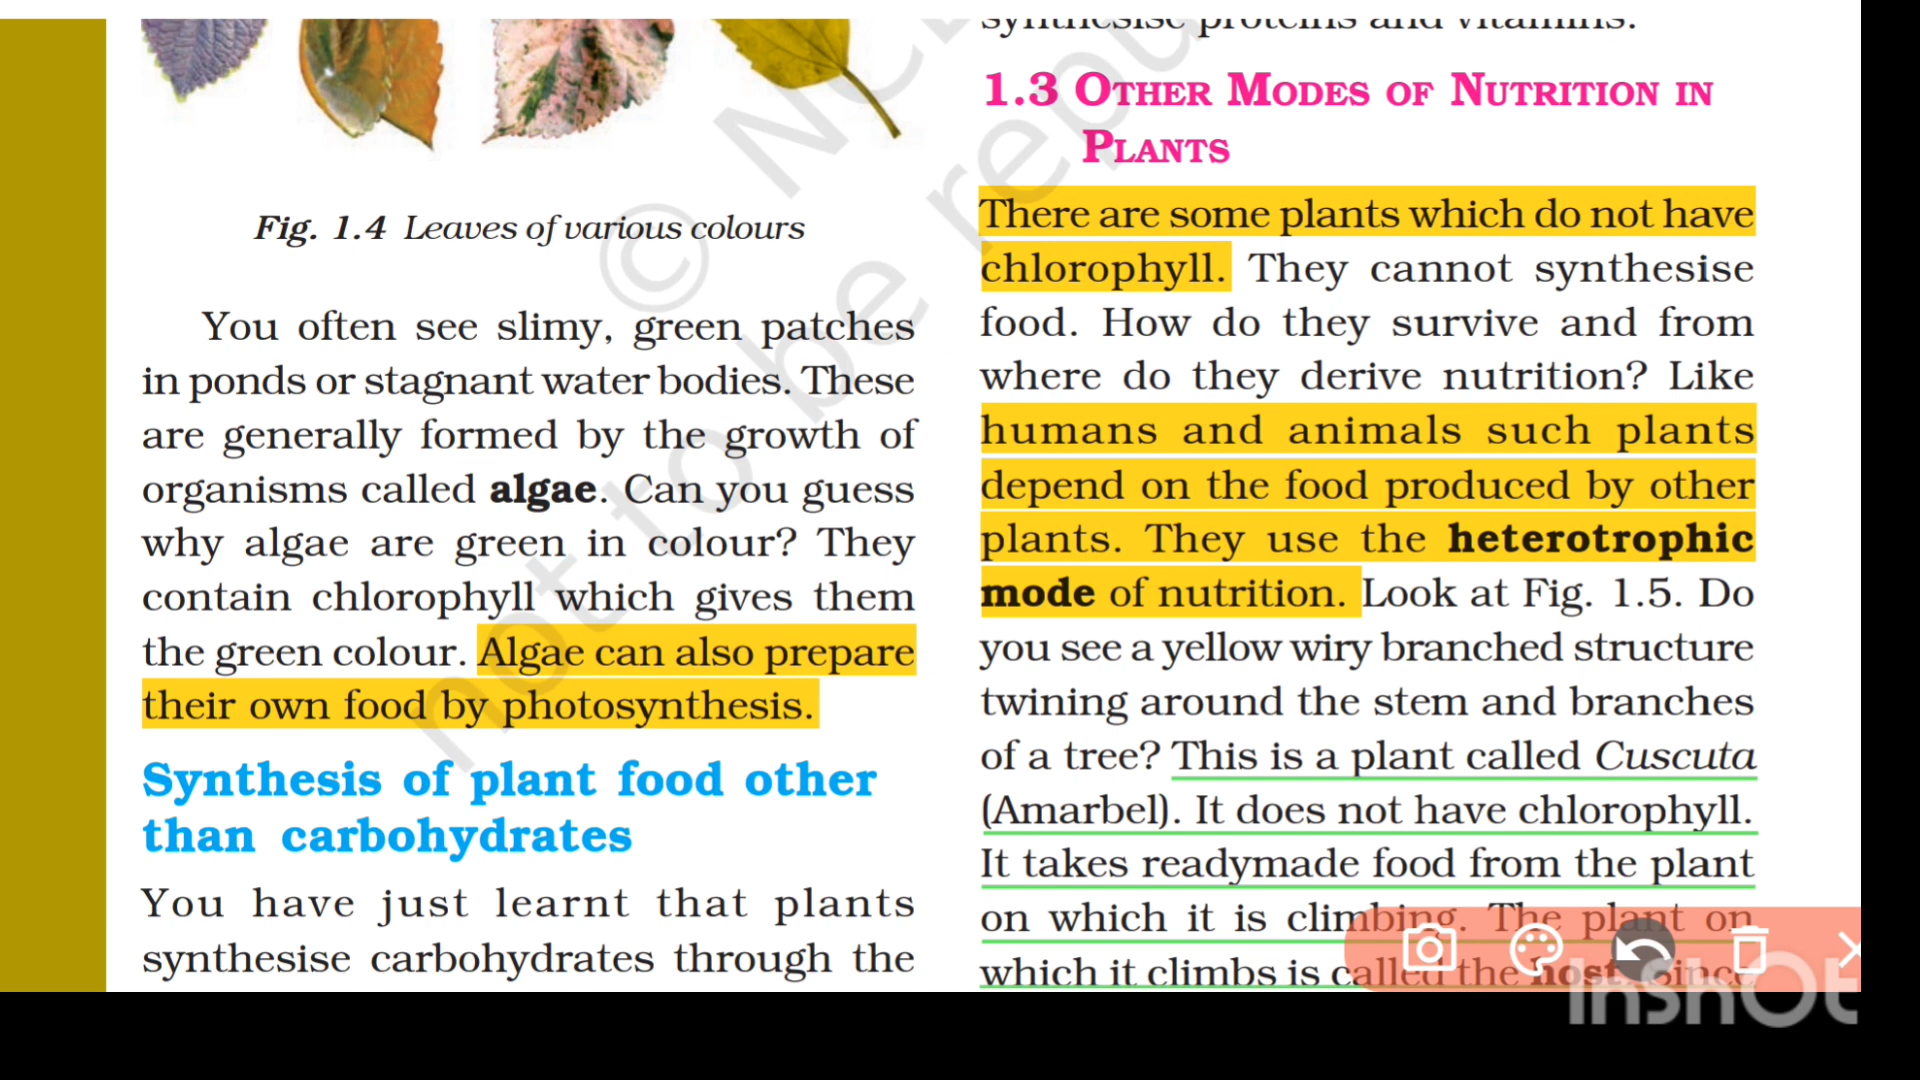 Fig. 1.4 Leaves of various colours
You often see slimy, green patches
in ponds or stagnant water bodies. These
are generally formed by the growth of
organisms called algae. Can you guess
why algae are green in colour? They
contain chlorophyll which gives them
the green colour. Algae can also prepare
their own food by photosynthesis.
Synthesis of plant food other
than carbohydrates
You have just learnt that plants
synthesise carbohydrates through the
synthesise proteins and vitamins.
1.3 OTHER MODES OF NUTRITION IN
PLANTS
There are some plants which do not have
chlorophyll. They cannot synthesise
food. How do they survive and from
where do they derive nutrition? Like
humans and animals such plants
depend on the food produced by other
plants. They use the heterotrophic
mode of nutrition. Look at Fig. 1.5. Do
you see a yellow wiry branched structure
twining around the stem and branches
of a tree? This is a plant called Cuscuta
(Amarbel). It does not have chlorophyll.
It takes readymade food from the plant
on which it is climbing. The plant on
which it climbs is called the host. Since
not to be
©
InShOt